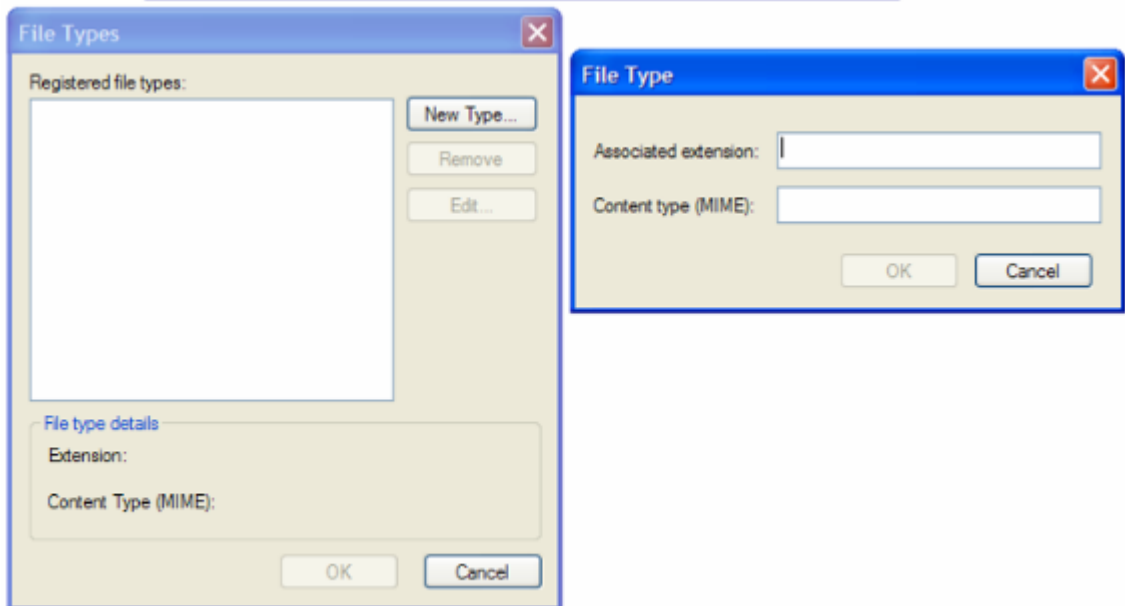 File Types
Registered file types:
New Type...
Remove
Edit...
File type details
Extension:
Content Type (MIME):
OK
Cancel
File Type
Associated extension:
Content type (MIME):
OK
Cancel